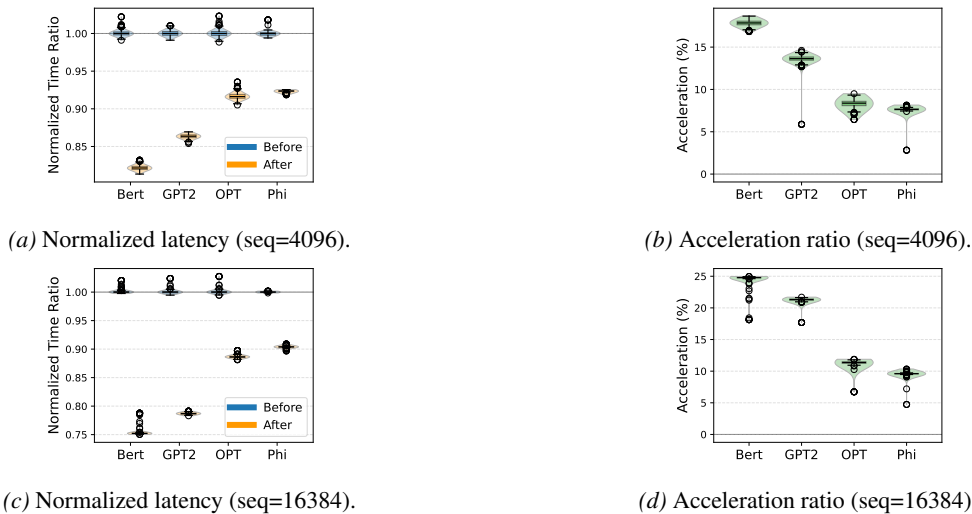 Normalized Time Ratio
1.00
0.95
0.90
0.85
Before
After
Bert GPT2 OPT Phi
(a) Normalized latency (seq=4096).
Acceleration (%)
15
10
5
0
Bert GPT2 OPT Phi
(b) Acceleration ratio (seq=4096).
Normalized Time Ratio
1.00
0.95
0.90
0.85
0.80
0.75
Before
After
Bert GPT2 OPT Phi
(c) Normalized latency (seq=16384).
Acceleration (%)
25
20
15
10
5
0
Bert GPT2 OPT Phi
(d) Acceleration ratio (seq=16384)